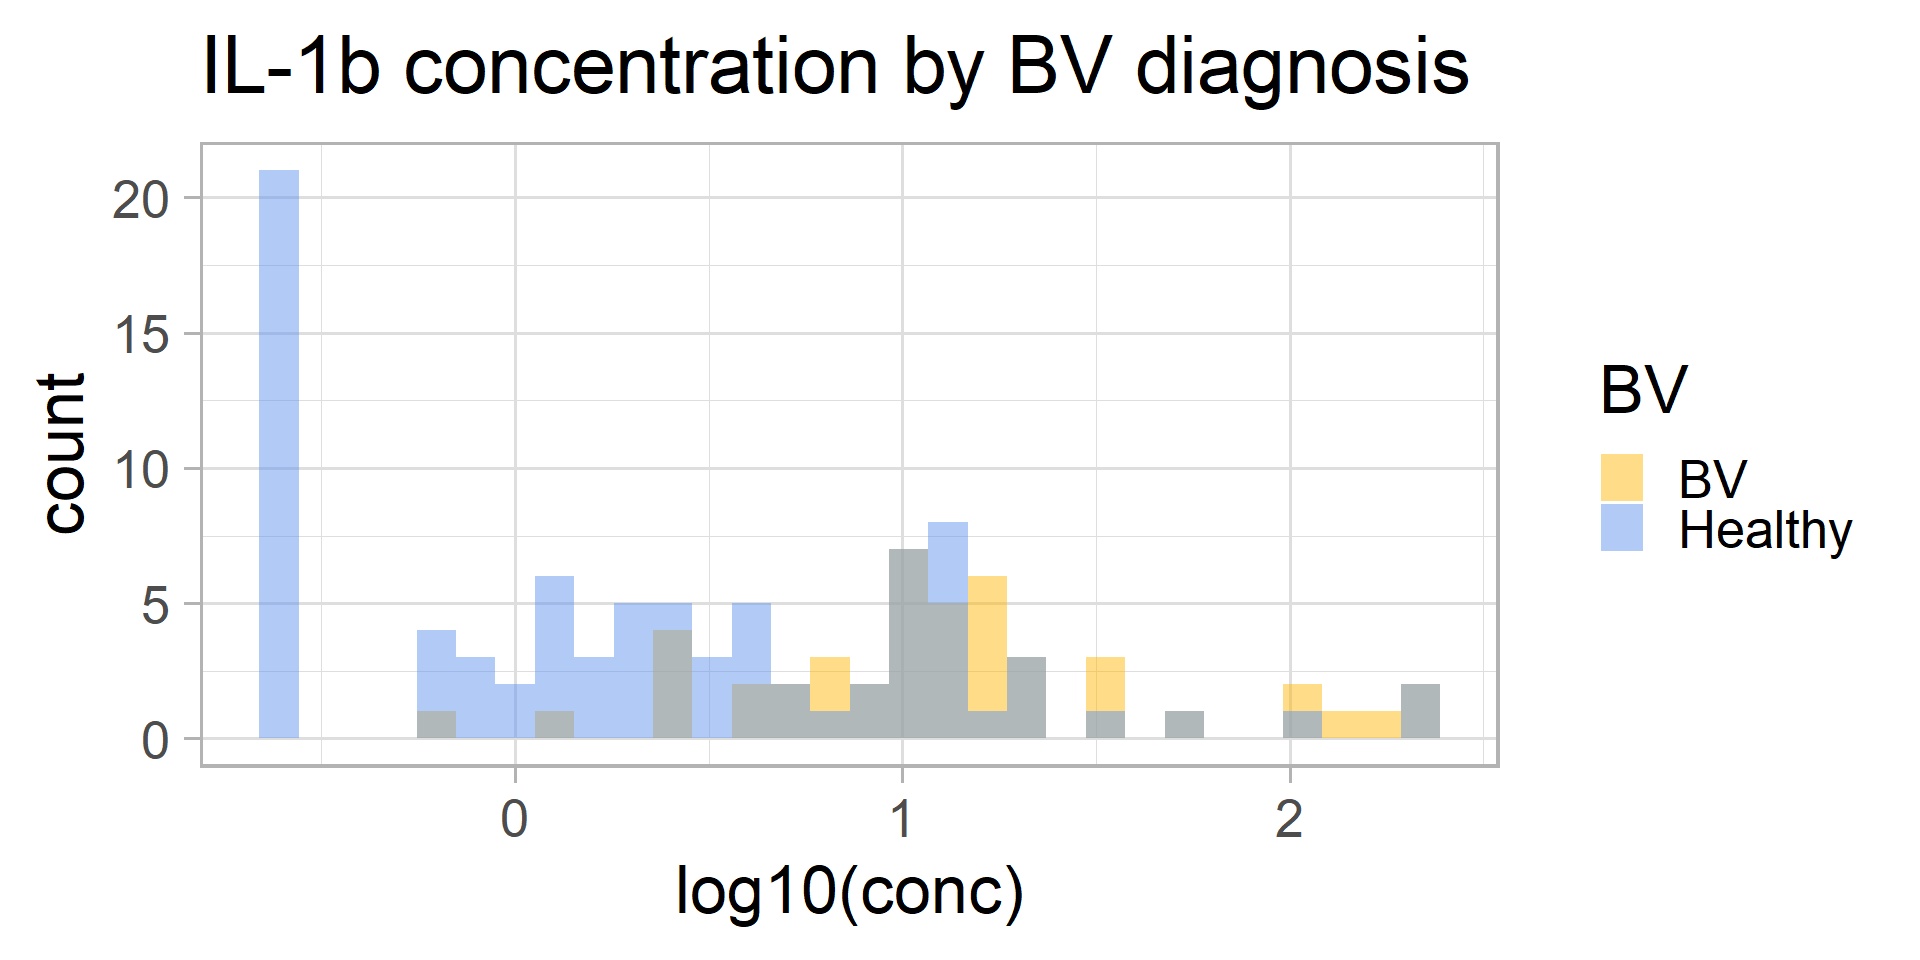 IL-1b concentration by BV diagnosis
20
15
10
5
0
count
0 1 2
log10(conc)
BV
BV
Healthy